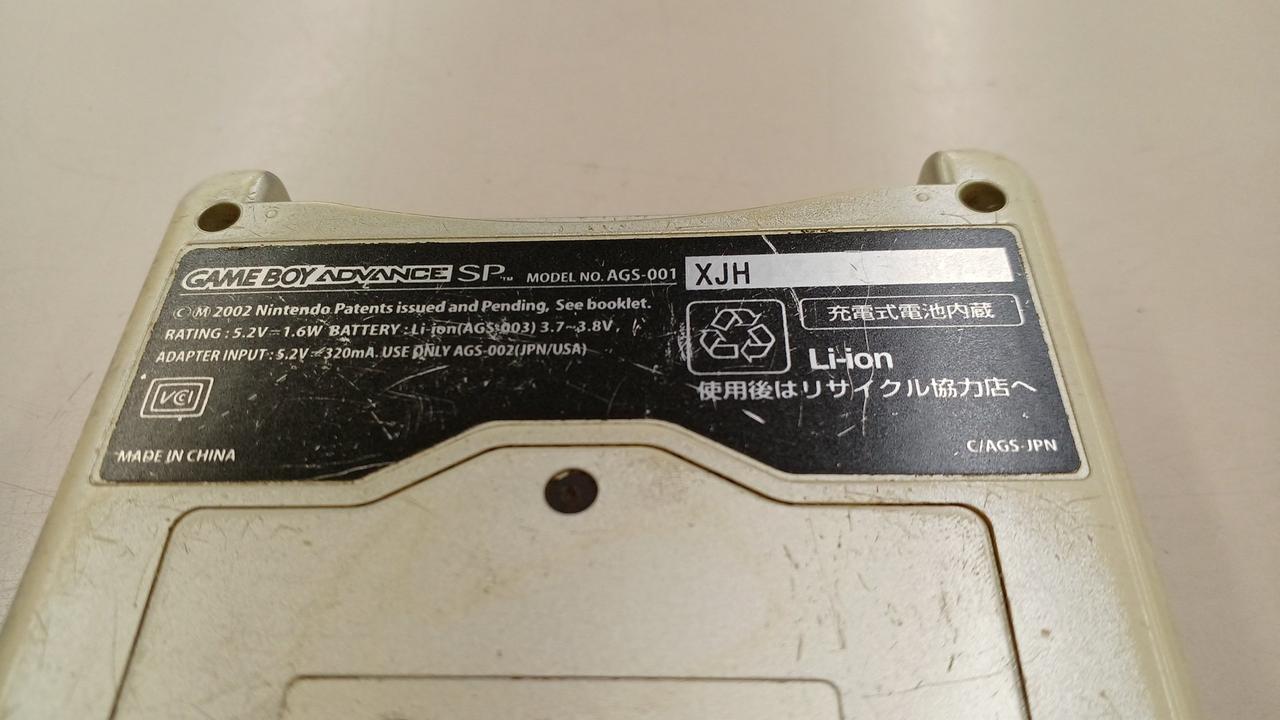 GAME BOY ADVANCE SP™ MODEL NO. AGS-001
XJH
Ⓒ Ⓜ 2002 Nintendo Patents issued and Pending, See booklet.
RATING : 5.2V⎓1.6W BATTERY : Li-ion(AGS-003) 3.7~3.8V
ADAPTER INPUT : 5.2V⎓320mA. USE ONLY AGS-002(JPN/USA)
VCI
MADE IN CHINA
充電式電池内蔵
Li-ion
使用後はリサイクル協力店へ
C/AGS-JPN